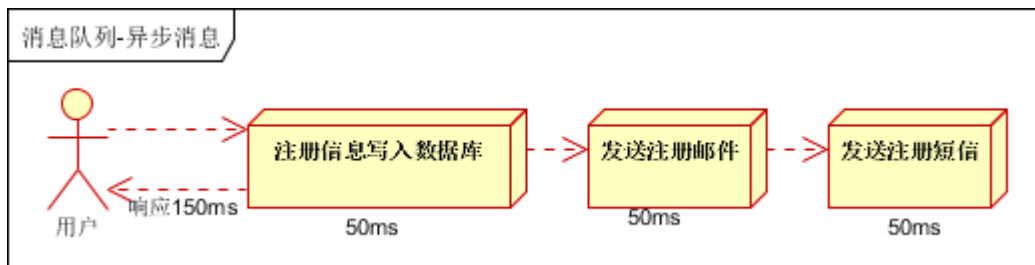 消息队列-异步消息
注册信息写入数据库
发送注册邮件
发送注册短信
响应150ms
用户
50ms
50ms
50ms